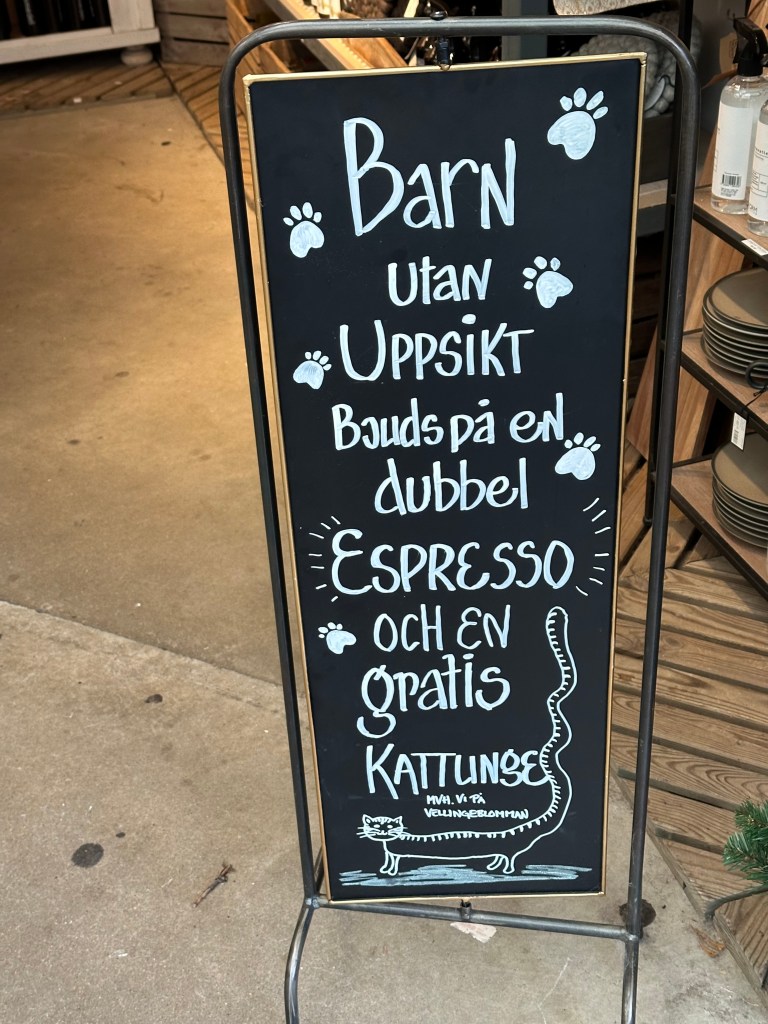 Barn
utan
Uppsikt
Bjuds på en
dubbel
Espresso
och en
gratis
Kattunge
Mvh. Vi på
Vellingeblomman